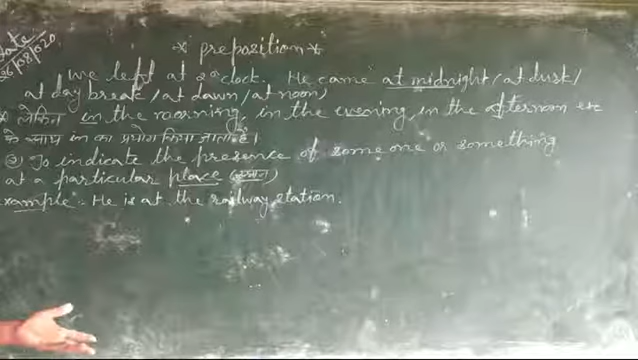 Date
26/08/020
* preposition *
We left at 2 o'clock. He came at midnight/at dusk/
at day break/at dawn/at noon)
* लेकिन in the morning, in the evening, in the afternoon etc
के साथ in का प्रयोग किया जाता है।
② To indicate the presence of some one or something
at a particular place (स्थान)
example - He is at the railway station.